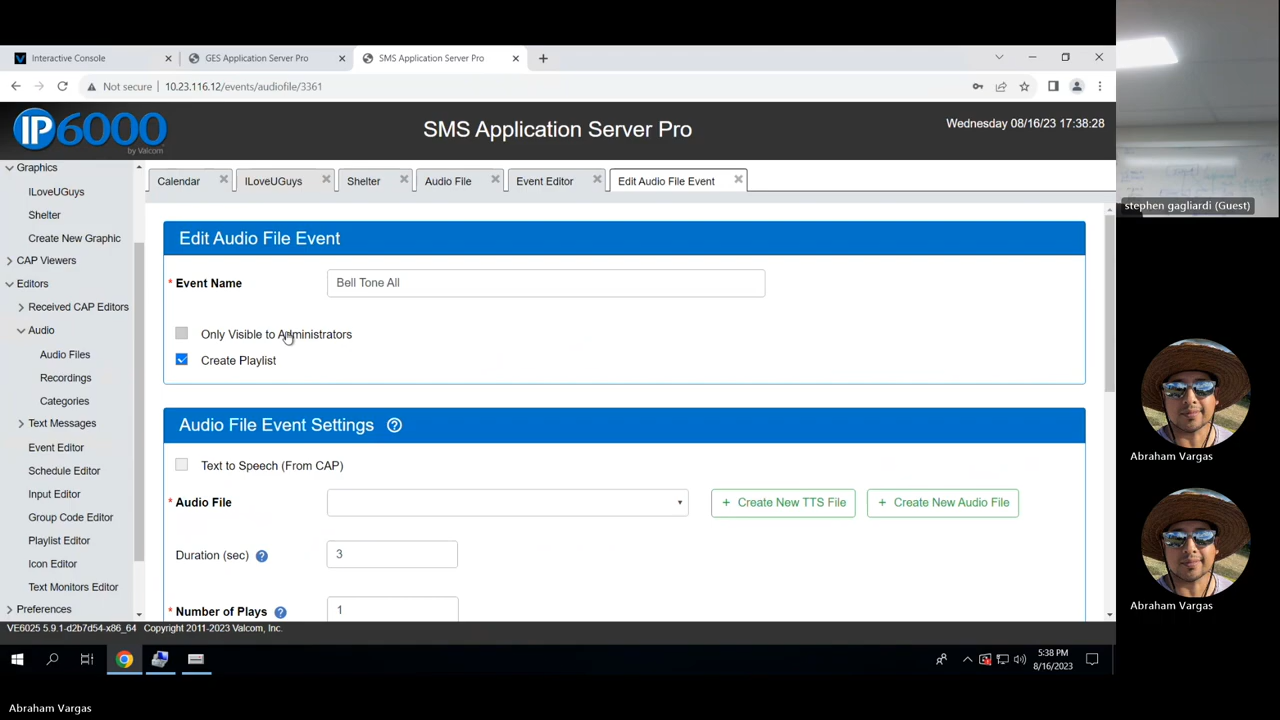 Interactive Console
GES Application Server Pro
SMS Application Server Pro
Not secure
10.23.116.12/events/audiofile/3361
IP6000
by Valcom
SMS Application Server Pro
Wednesday 08/16/23 17:38:28
Graphics
ILoveUGuys
Shelter
Create New Graphic
CAP Viewers
Editors
Received CAP Editors
Audio
Audio Files
Recordings
Categories
Text Messages
Event Editor
Schedule Editor
Input Editor
Group Code Editor
Playlist Editor
Icon Editor
Text Monitors Editor
Preferences
Calendar
ILoveUGuys
Shelter
Audio File
Event Editor
Edit Audio File Event
Edit Audio File Event
* Event Name
Bell Tone All
Only Visible to Administrators
Create Playlist
Audio File Event Settings
Text to Speech (From CAP)
* Audio File
+ Create New TTS File
+ Create New Audio File
Duration (sec)
3
* Number of Plays
1
VE6025 5.9.1-d2b7d54-x86_64 Copyright 2011-2023 Valcom, Inc.
5:38 PM
8/16/2023
stephen gagliardi (Guest)
Abraham Vargas
Abraham Vargas
Abraham Vargas